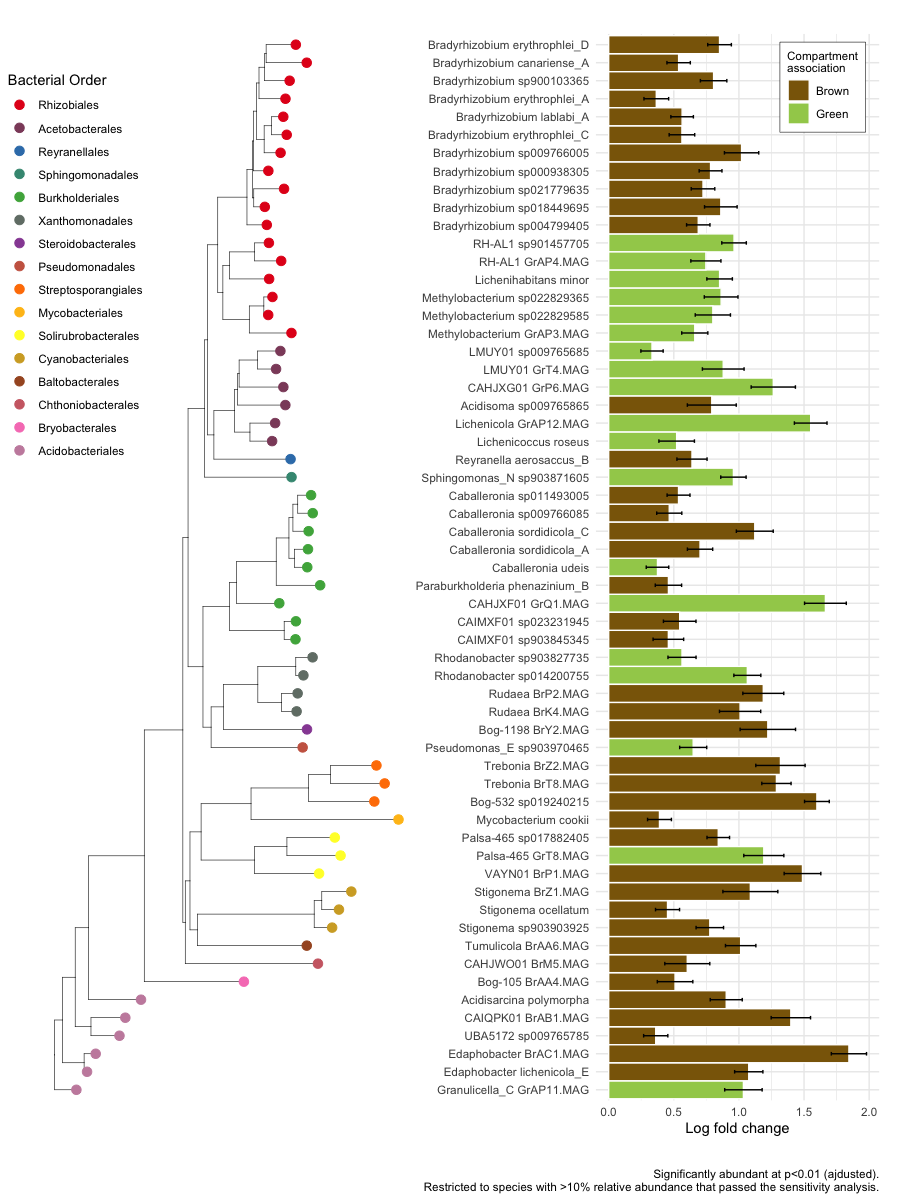 Bacterial Order
Rhizobiales
Acetobacterales
Reyranellales
Sphingomonadales
Burkholderiales
Xanthomonadales
Steroidobacterales
Pseudomonadales
Streptosporangiales
Mycobacteriales
Solirubrobacterales
Cyanobacteriales
Baltobacterales
Chthoniobacterales
Bryobacterales
Acidobacteriales
Bradyrhizobium erythrophlei_D
Bradyrhizobium canariense_A
Bradyrhizobium sp900103365
Bradyrhizobium erythrophlei_A
Bradyrhizobium lablabi_A
Bradyrhizobium erythrophlei_C
Bradyrhizobium sp009766005
Bradyrhizobium sp000938305
Bradyrhizobium sp021779635
Bradyrhizobium sp018449695
Bradyrhizobium sp004799405
RH-AL1 sp901457705
RH-AL1 GrAP4.MAG
Lichenihabitans minor
Methylobacterium sp022829365
Methylobacterium sp022829585
Methylobacterium GrAP3.MAG
LMUY01 sp009765685
LMUY01 GrT4.MAG
CAHJXG01 GrP6.MAG
Acidisoma sp009765865
Lichenicola GrAP12.MAG
Lichenicoccus roseus
Reyranella aerosaccus_B
Sphingomonas_N sp903871605
Caballeronia sp011493005
Caballeronia sp009766085
Caballeronia sordidicola_C
Caballeronia sordidicola_A
Caballeronia udeis
Paraburkholderia phenazinium_B
CAHJXF01 GrQ1.MAG
CAIMXF01 sp023231945
CAIMXF01 sp903845345
Rhodanobacter sp903827735
Rhodanobacter sp014200755
Rudaea BrP2.MAG
Rudaea BrK4.MAG
Bog-1198 BrY2.MAG
Pseudomonas_E sp903970465
Trebonia BrZ2.MAG
Trebonia BrT8.MAG
Bog-532 sp019240215
Mycobacterium cookii
Palsa-465 sp017882405
Palsa-465 GrT8.MAG
VAYN01 BrP1.MAG
Stigonema BrZ1.MAG
Stigonema ocellatum
Stigonema sp903903925
Tumulicola BrAA6.MAG
CAHJWO01 BrM5.MAG
Bog-105 BrAA4.MAG
Acidisarcina polymorpha
CAIQPK01 BrAB1.MAG
UBA5172 sp009765785
Edaphobacter BrAC1.MAG
Edaphobacter lichenicola_E
Granulicella_C GrAP11.MAG
Compartment
association
Brown
Green
0.0 0.5 1.0 1.5 2.0
Log fold change
Significantly abundant at p<0.01 (ajdusted).
Restricted to species with >10% relative abundance that passed the sensitivity analysis.